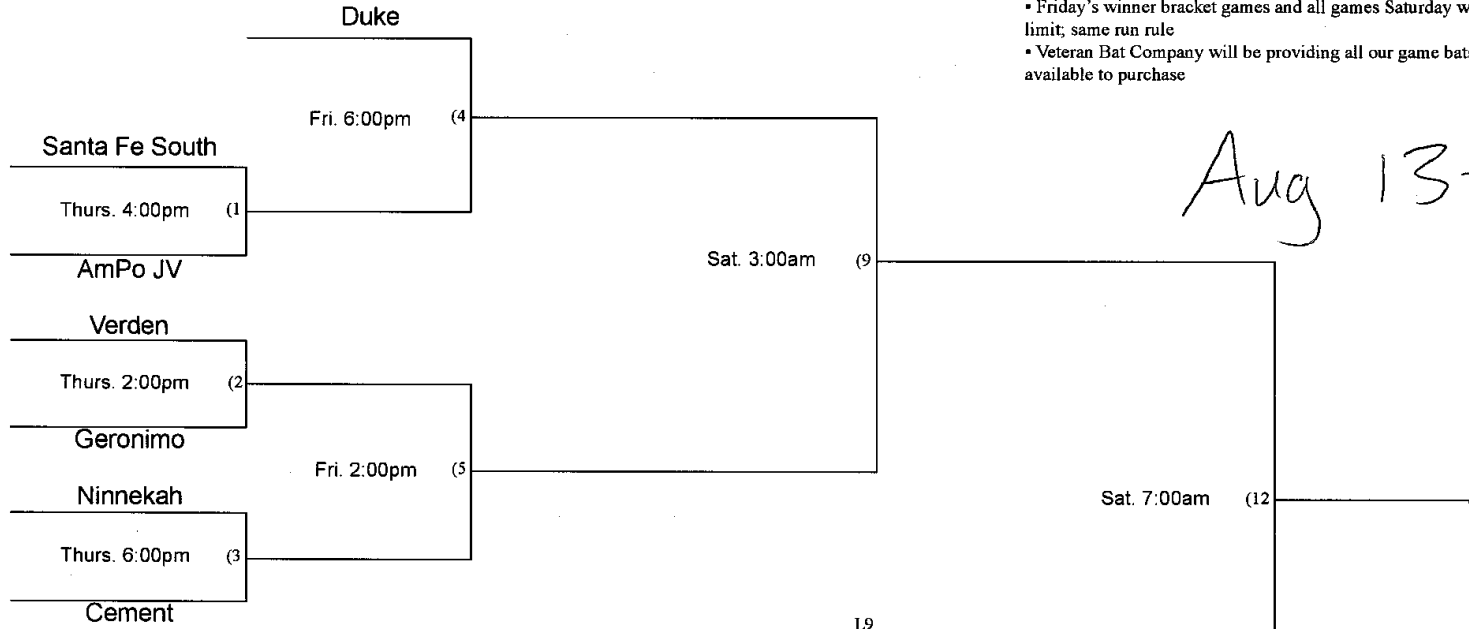 Duke
• Friday's winner bracket games and all games Saturday w
limit; same run rule
• Veteran Bat Company will be providing all our game bats
available to purchase
Fri. 6:00pm (4
Santa Fe South
Thurs. 4:00pm (1
AmPo JV
Aug 13-
Sat. 3:00am (9
Verden
Thurs. 2:00pm (2
Geronimo
Fri. 2:00pm (5
Ninnekah
Sat. 7:00am (12
Thurs. 6:00pm (3
Cement
L9